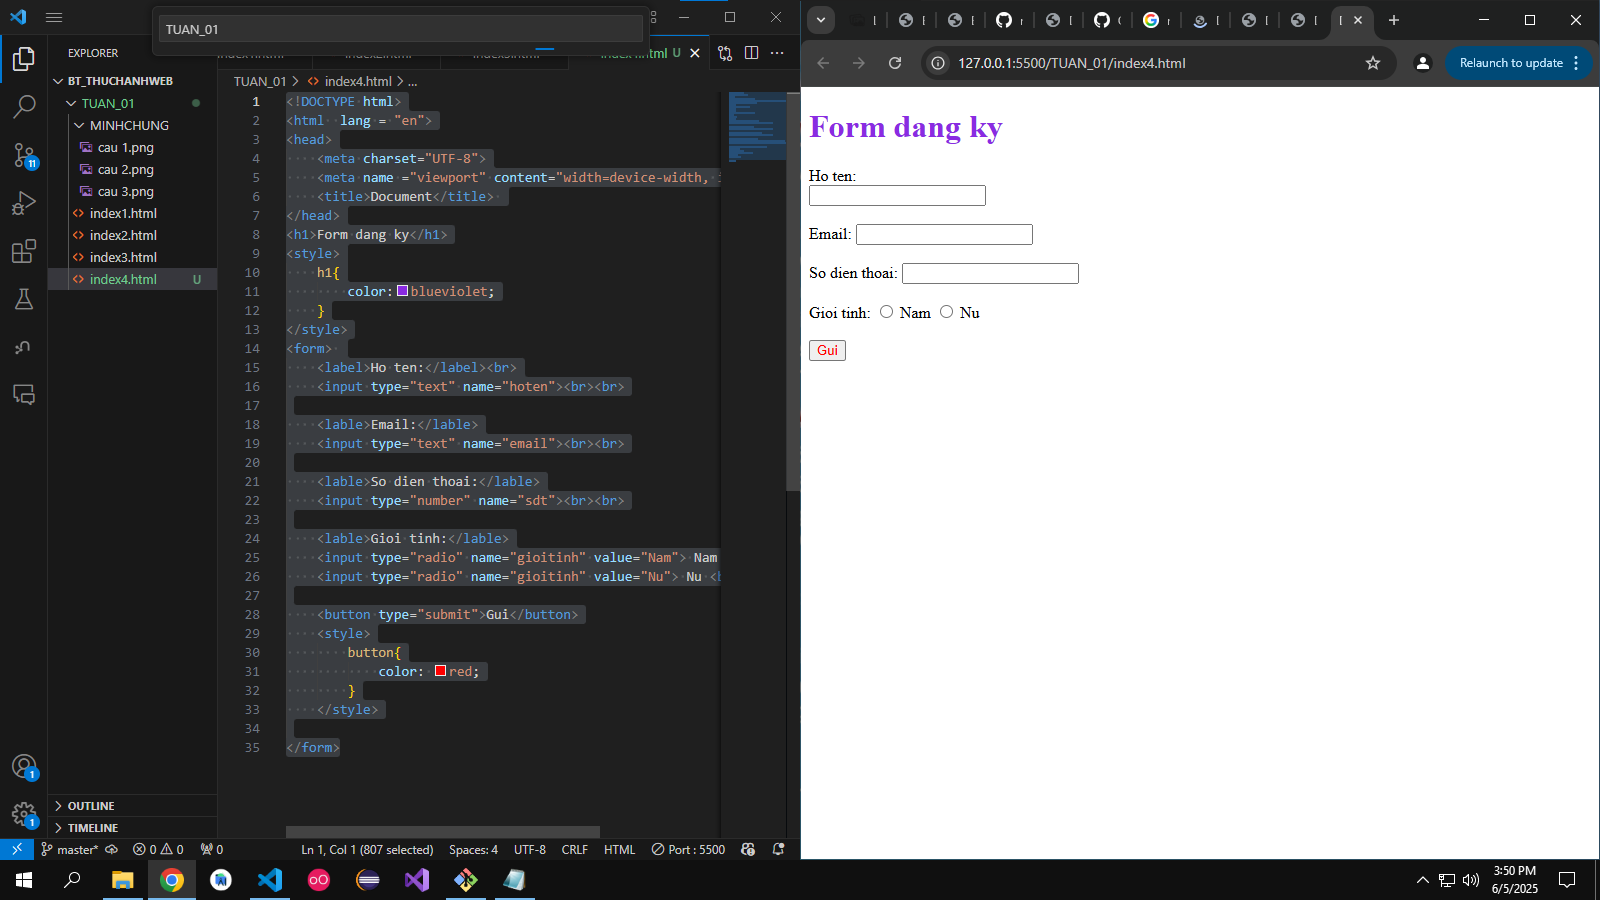 TUAN_01
EXPLORER
BT_THUCHANHWEB
TUAN_01
MINHCHUNG
cau 1.png
cau 2.png
cau 3.png
index1.html
index2.html
index3.html
index4.html U
OUTLINE
TIMELINE
U
TUAN_01 > index4.html > ...
1 <!DOCTYPE html>
2 <html lang = "en">
3 <head>
4 <meta charset="UTF-8">
5 <meta name ="viewport" content="width=device-width,
6 <title>Document</title>
7 </head>
8 <h1>Form dang ky</h1>
9 <style>
10 h1{
11 color: blueviolet;
12 }
13 </style>
14 <form>
15 <label>Ho ten:</label><br>
16 <input type="text" name="hoten"><br><br>
17
18 <lable>Email:</lable>
19 <input type="text" name="email"><br><br>
20
21 <lable>So dien thoai:</lable>
22 <input type="number" name="sdt"><br><br>
23
24 <lable>Gioi tinh:</lable>
25 <input type="radio" name="gioitinh" value="Nam"> Nam
26 <input type="radio" name="gioitinh" value="Nu"> Nu <b
27
28 <button type="submit">Gui</button>
29 <style>
30 button{
31 color: red;
32 }
33 </style>
34
35 </form>
11
1
1
master* 0 0 0
Ln 1, Col 1 (807 selected) Spaces: 4 UTF-8 CRLF HTML Port : 5500
127.0.0.1:5500/TUAN_01/index4.html
Relaunch to update
Form dang ky
Ho ten:
Email:
So dien thoai:
Gioi tinh: Nam Nu
Gui
3:50 PM
6/5/2025